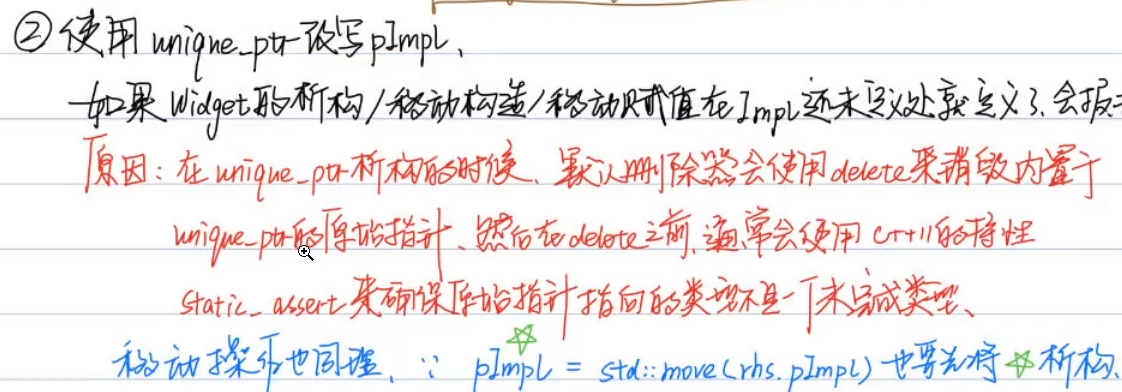 ② 使用 unique_ptr 改写 pImpl、
如果 Widget 的析构/移动构造/移动赋值在 Impl 还未定义处就定义了、会报
原因：在 unique_ptr 析构的时候、默认删除器会使用 delete 来销毁内置于
unique_ptr 的原始指针、然后在 delete 之前、通常会使用 c++11 的特性
static_assert 来确保原始指针指向的类型不是一个未完成类型、
移动操作也同理、∵ pImpl = std::move(rhs.pImpl) 也要先将 ☆ 析构、